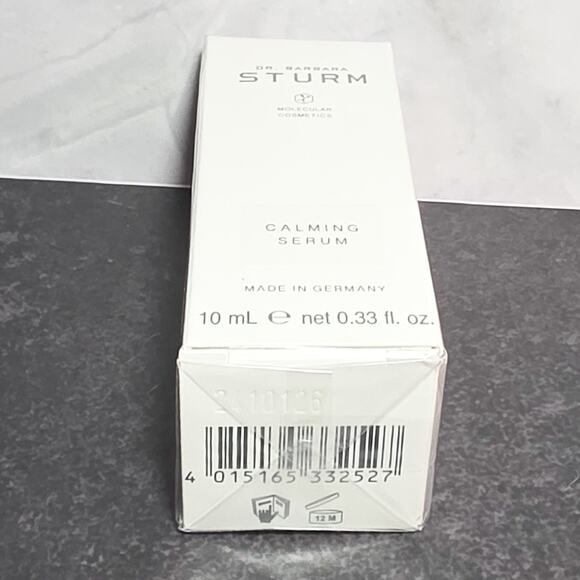 DR. BARBARA
STURM
MOLECULAR
COSMETICS
CALMING
SERUM
MADE IN GERMANY
10 mL ℮ net 0.33 fl. oz.
2410126
4 015165 332527
12 M